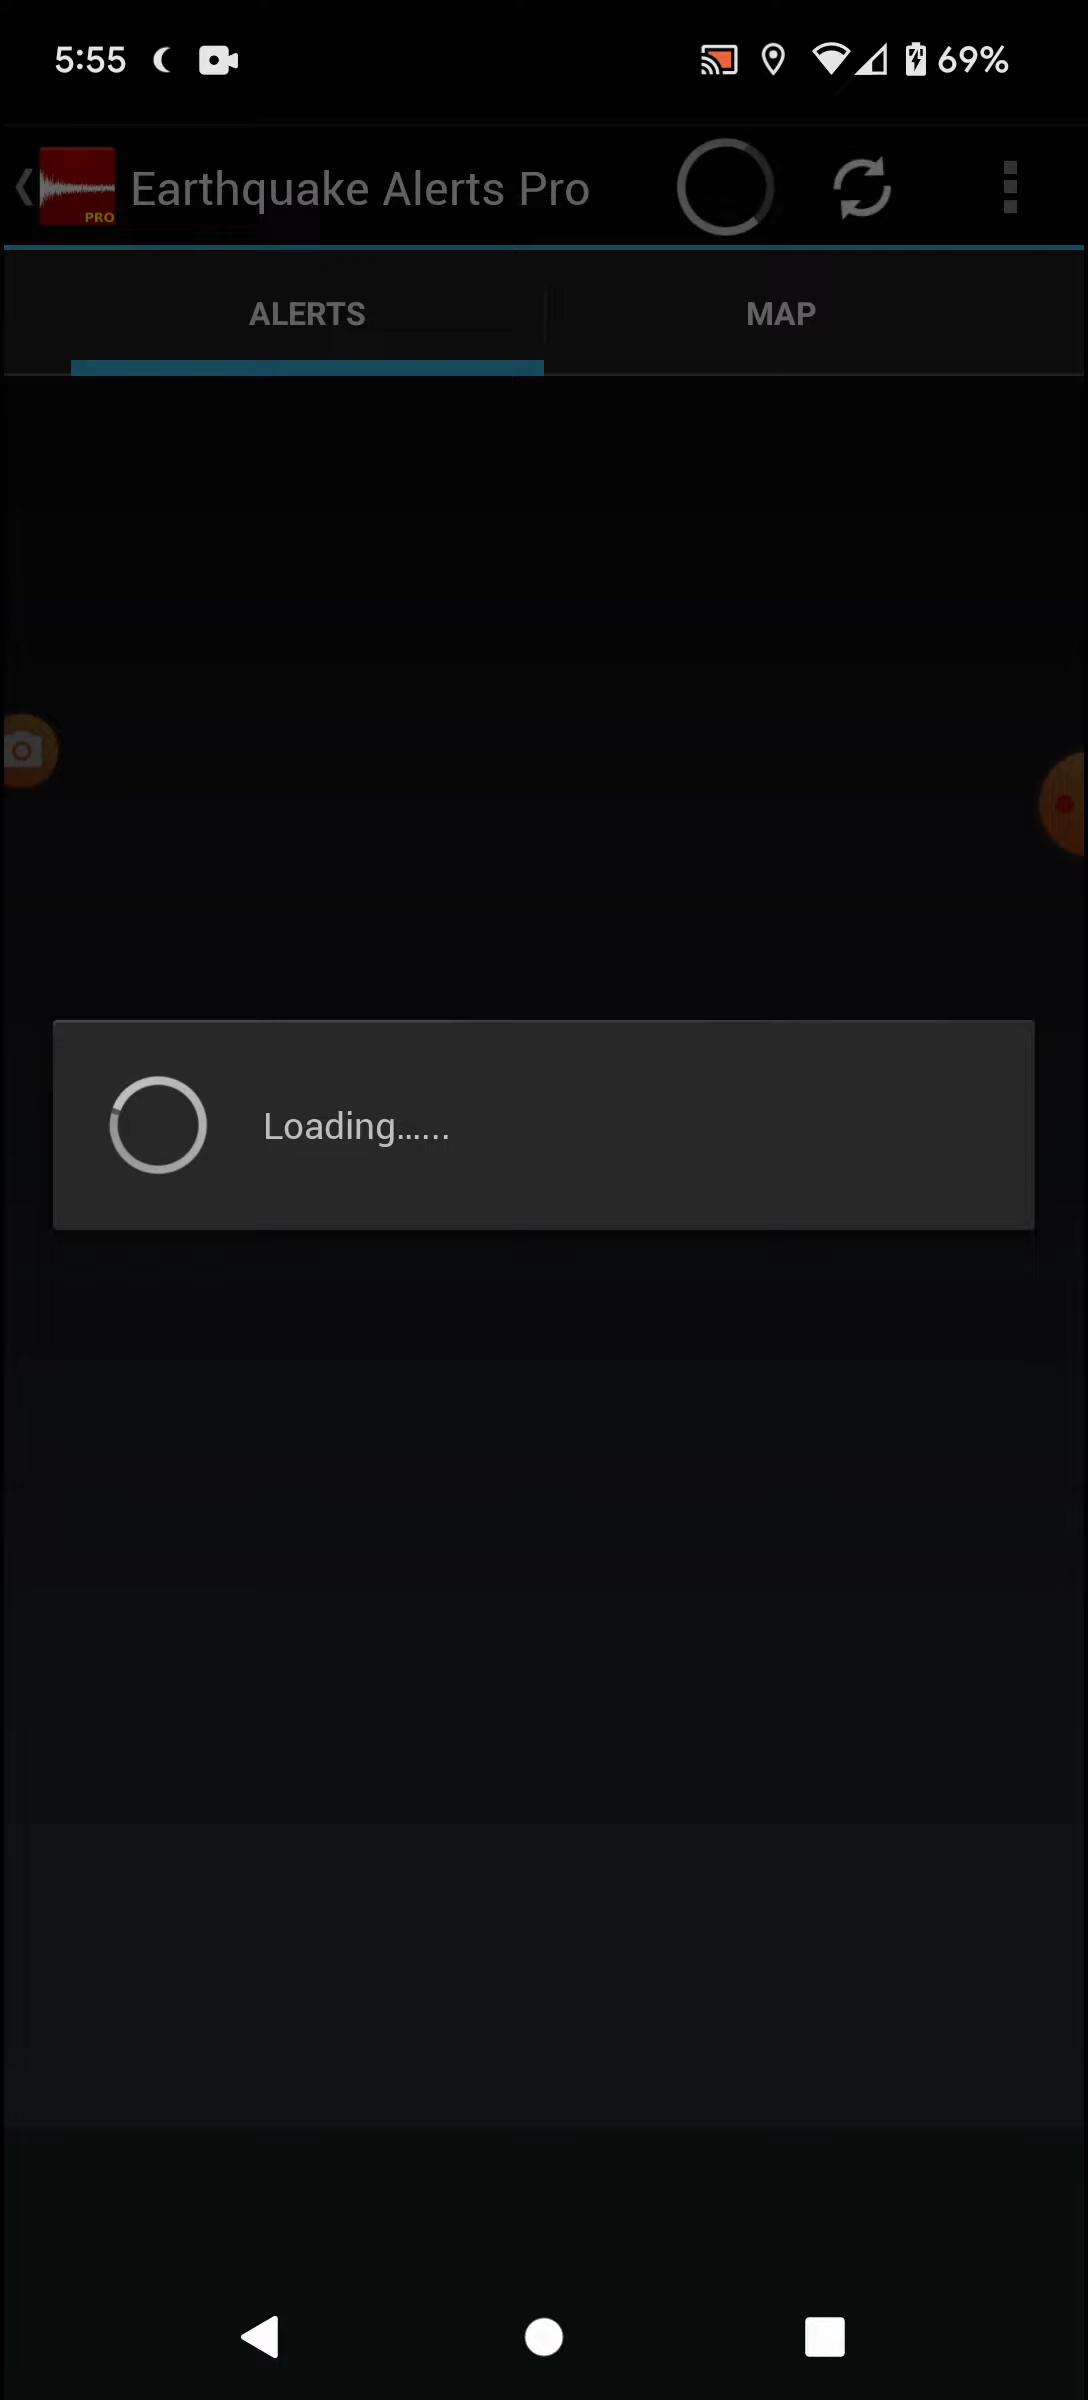 5:55 69%
Earthquake Alerts Pro
PRO
ALERTS MAP
Loading......